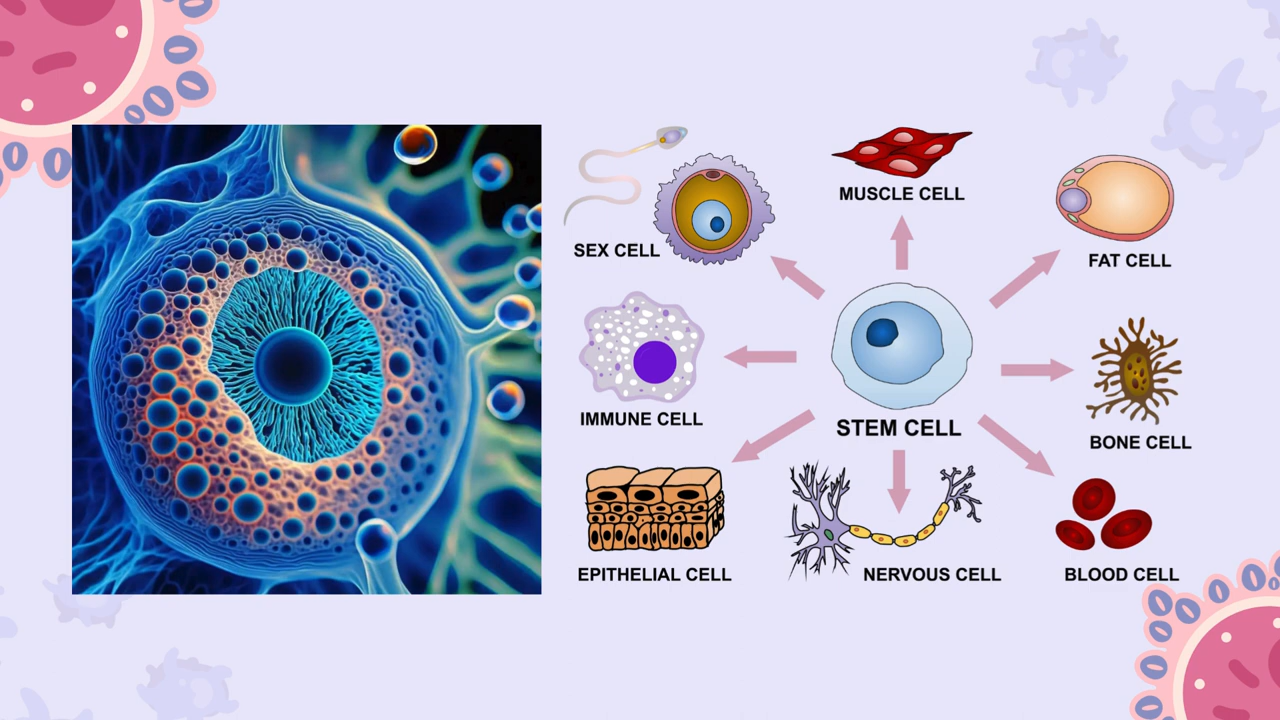 MUSCLE CELL
SEX CELL
FAT CELL
IMMUNE CELL
STEM CELL
BONE CELL
EPITHELIAL CELL
NERVOUS CELL
BLOOD CELL